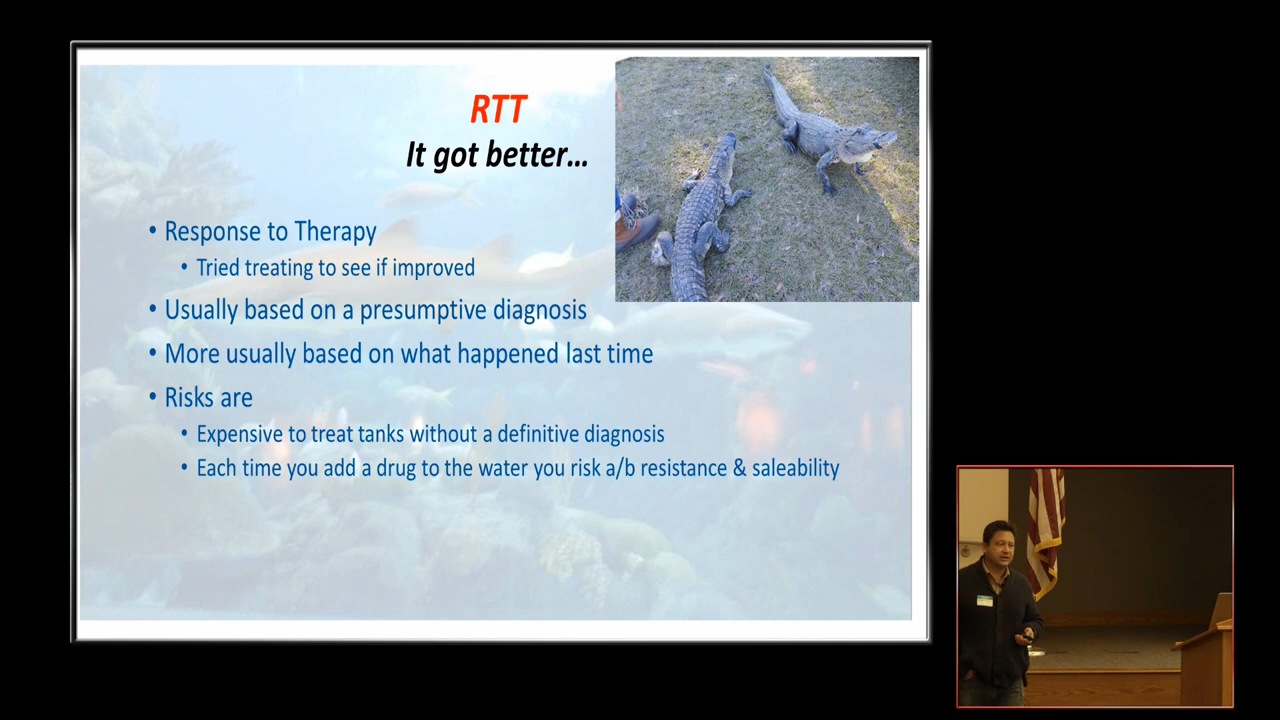 RTT
It got better...
• Response to Therapy
• Tried treating to see if improved
• Usually based on a presumptive diagnosis
• More usually based on what happened last time
• Risks are
• Expensive to treat tanks without a definitive diagnosis
• Each time you add a drug to the water you risk a/b resistance & saleability